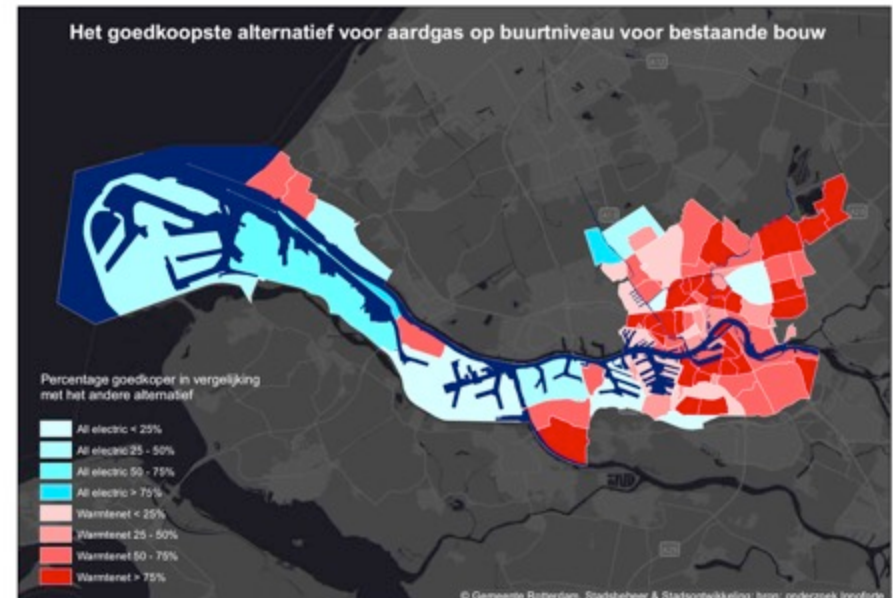 Het goedkoopste alternatief voor aardgas op buurtniveau voor bestaande bouw
Percentage goedkoper in vergelijking
met het andere alternatief
All electric < 25%
All electric 25 - 50%
All electric 50 - 75%
All electric > 75%
Warmtenet < 25%
Warmtenet 25 - 50%
Warmtenet 50 - 75%
Warmtenet > 75%
© Gemeente Rotterdam, Stadsbeheer & Stadsontwikkeling; bron: onderzoek Innoforte